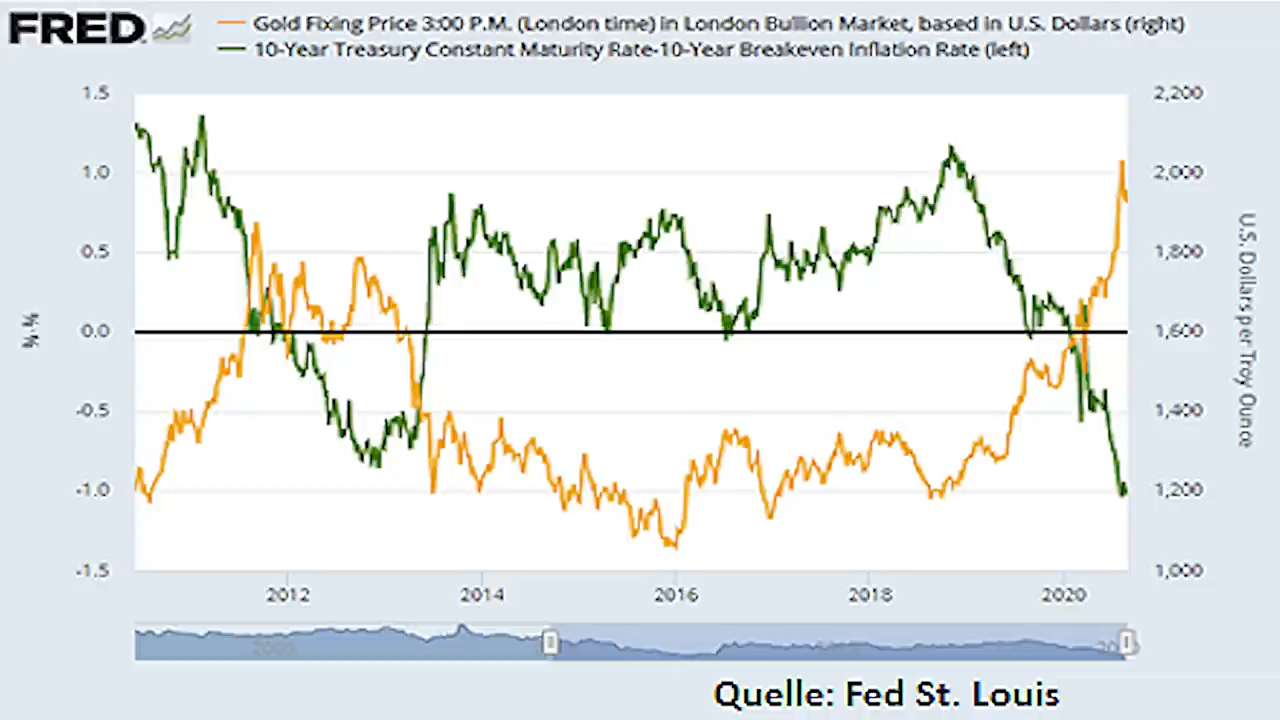 FRED
Gold Fixing Price 3:00 P.M. (London time) in London Bullion Market, based in U.S. Dollars (right)
10-Year Treasury Constant Maturity Rate-10-Year Breakeven Inflation Rate (left)
1.5 2,200
1.0 2,000
0.5 1,800
0.0 1,600
-0.5 1,400
-1.0 1,200
-1.5 1,000
%-%
U.S. Dollars per Troy Ounce
2012 2014 2016 2018 2020
Quelle: Fed St. Louis